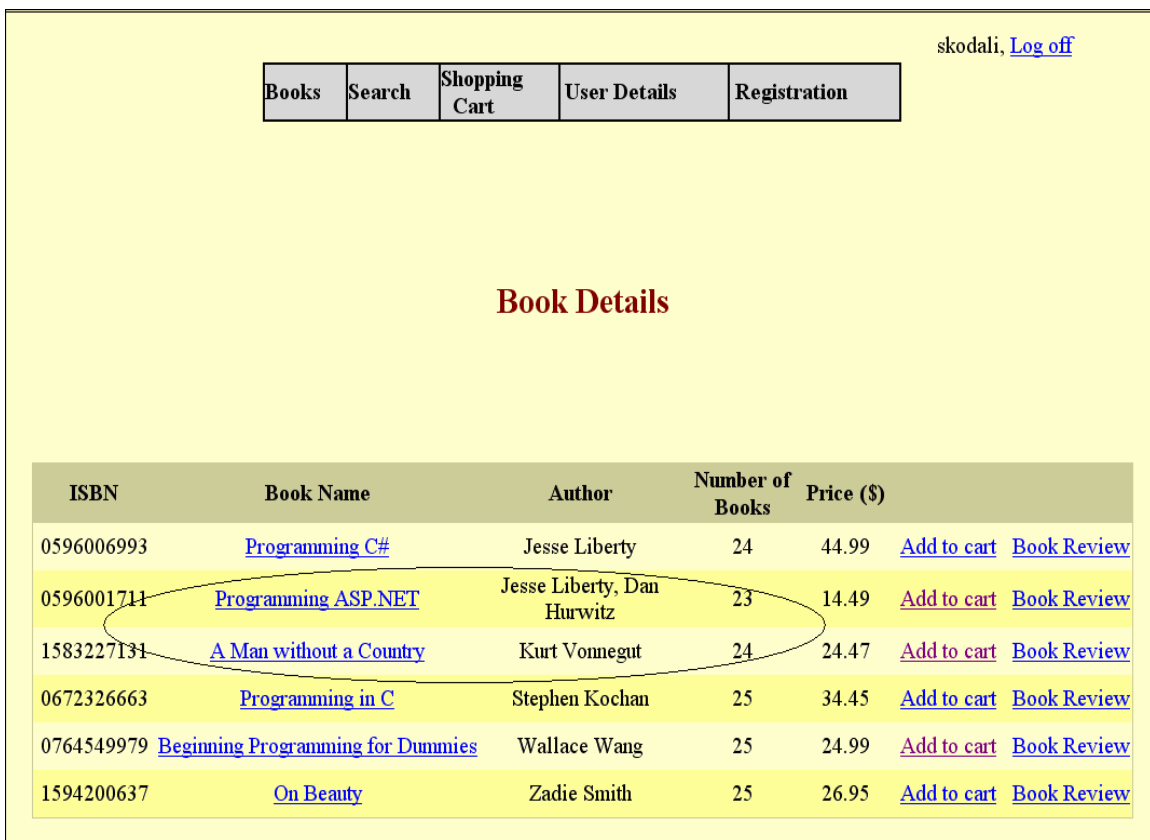 skodali, Log off
Books Search Shopping Cart User Details Registration
Book Details
ISBN Book Name Author Number of Books Price ($)
0596006993 Programming C# Jesse Liberty 24 44.99 Add to cart Book Review
0596001711 Programming ASP.NET Jesse Liberty, Dan Hurwitz 23 14.49 Add to cart Book Review
1583227131 A Man without a Country Kurt Vonnegut 24 24.47 Add to cart Book Review
0672326663 Programming in C Stephen Kochan 25 34.45 Add to cart Book Review
0764549979 Beginning Programming for Dummies Wallace Wang 25 24.99 Add to cart Book Review
1594200637 On Beauty Zadie Smith 25 26.95 Add to cart Book Review